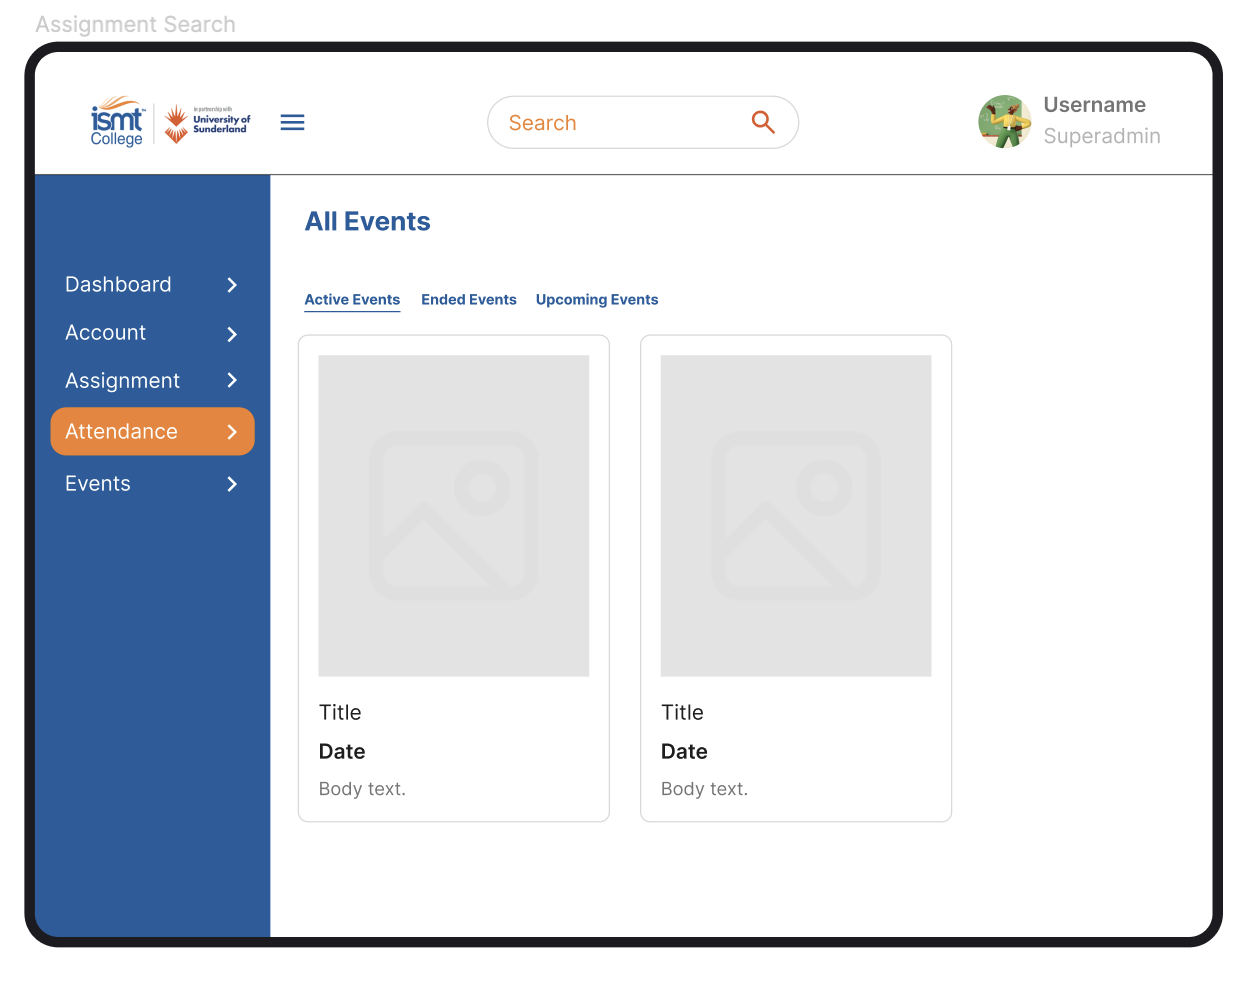 Assignment Search
ismt™
College
in partnership with
University of
Sunderland
Search
Username
Superadmin
Dashboard
Account
Assignment
Attendance
Events
All Events
Active Events Ended Events Upcoming Events
Title
Date
Body text.
Title
Date
Body text.